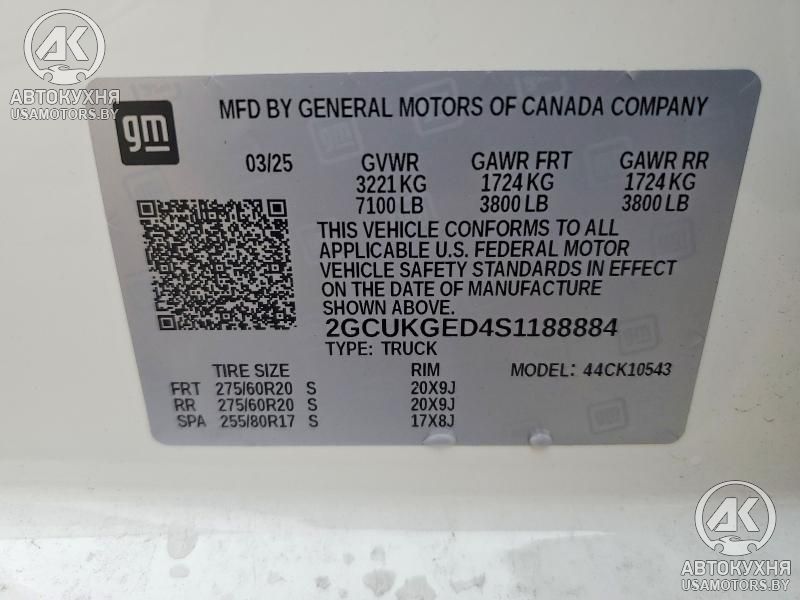 AK
АВТОКУХНЯ
USAMOTORS.BY
gm
MFD BY GENERAL MOTORS OF CANADA COMPANY
03/25 GVWR GAWR FRT GAWR RR
3221 KG 1724 KG 1724 KG
7100 LB 3800 LB 3800 LB
THIS VEHICLE CONFORMS TO ALL
APPLICABLE U.S. FEDERAL MOTOR
VEHICLE SAFETY STANDARDS IN EFFECT
ON THE DATE OF MANUFACTURE
SHOWN ABOVE.
2GCUKGED4S1188884
TYPE: TRUCK
TIRE SIZE RIM MODEL: 44CK10543
FRT 275/60R20 S 20X9J
RR 275/60R20 S 20X9J
SPA 255/80R17 S 17X8J
AK
АВТОКУХНЯ
USAMOTORS.BY